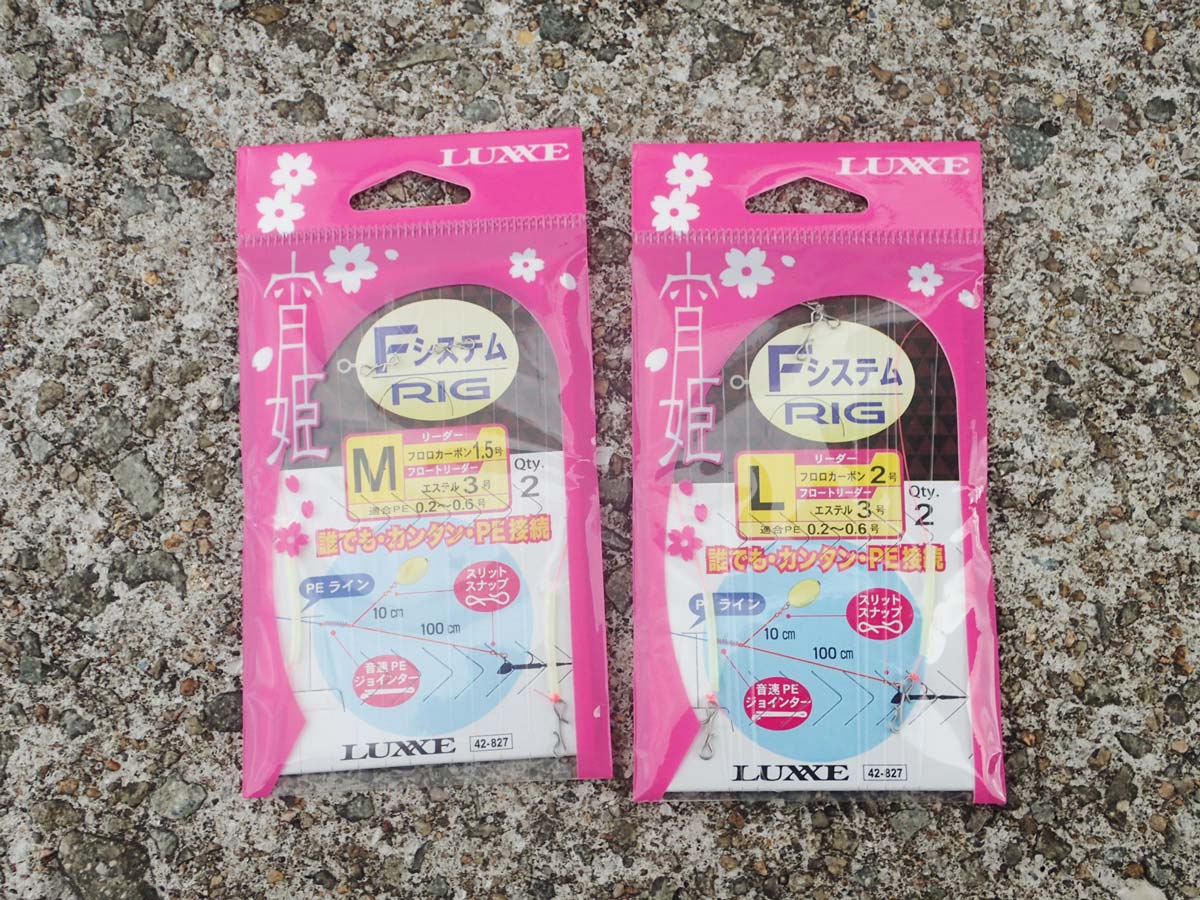 LUXXE
宵姫
Fシステム
RIG
M
リーダー
フロロカーボン1.5号
フロートリーダー
エステル3号
適合PE 0.2〜0.6号
Qty.
2
誰でも・カンタン・PE接続
PEライン
スリット
スナップ
10cm
100cm
音速PE
ジョインター
LUXXE
42-827
LUXXE
宵姫
Fシステム
RIG
L
リーダー
フロロカーボン2号
フロートリーダー
エステル3号
適合PE 0.2〜0.6号
Qty.
2
誰でも・カンタン・PE接続
PEライン
スリット
スナップ
10cm
100cm
音速PE
ジョインター
LUXXE
42-827